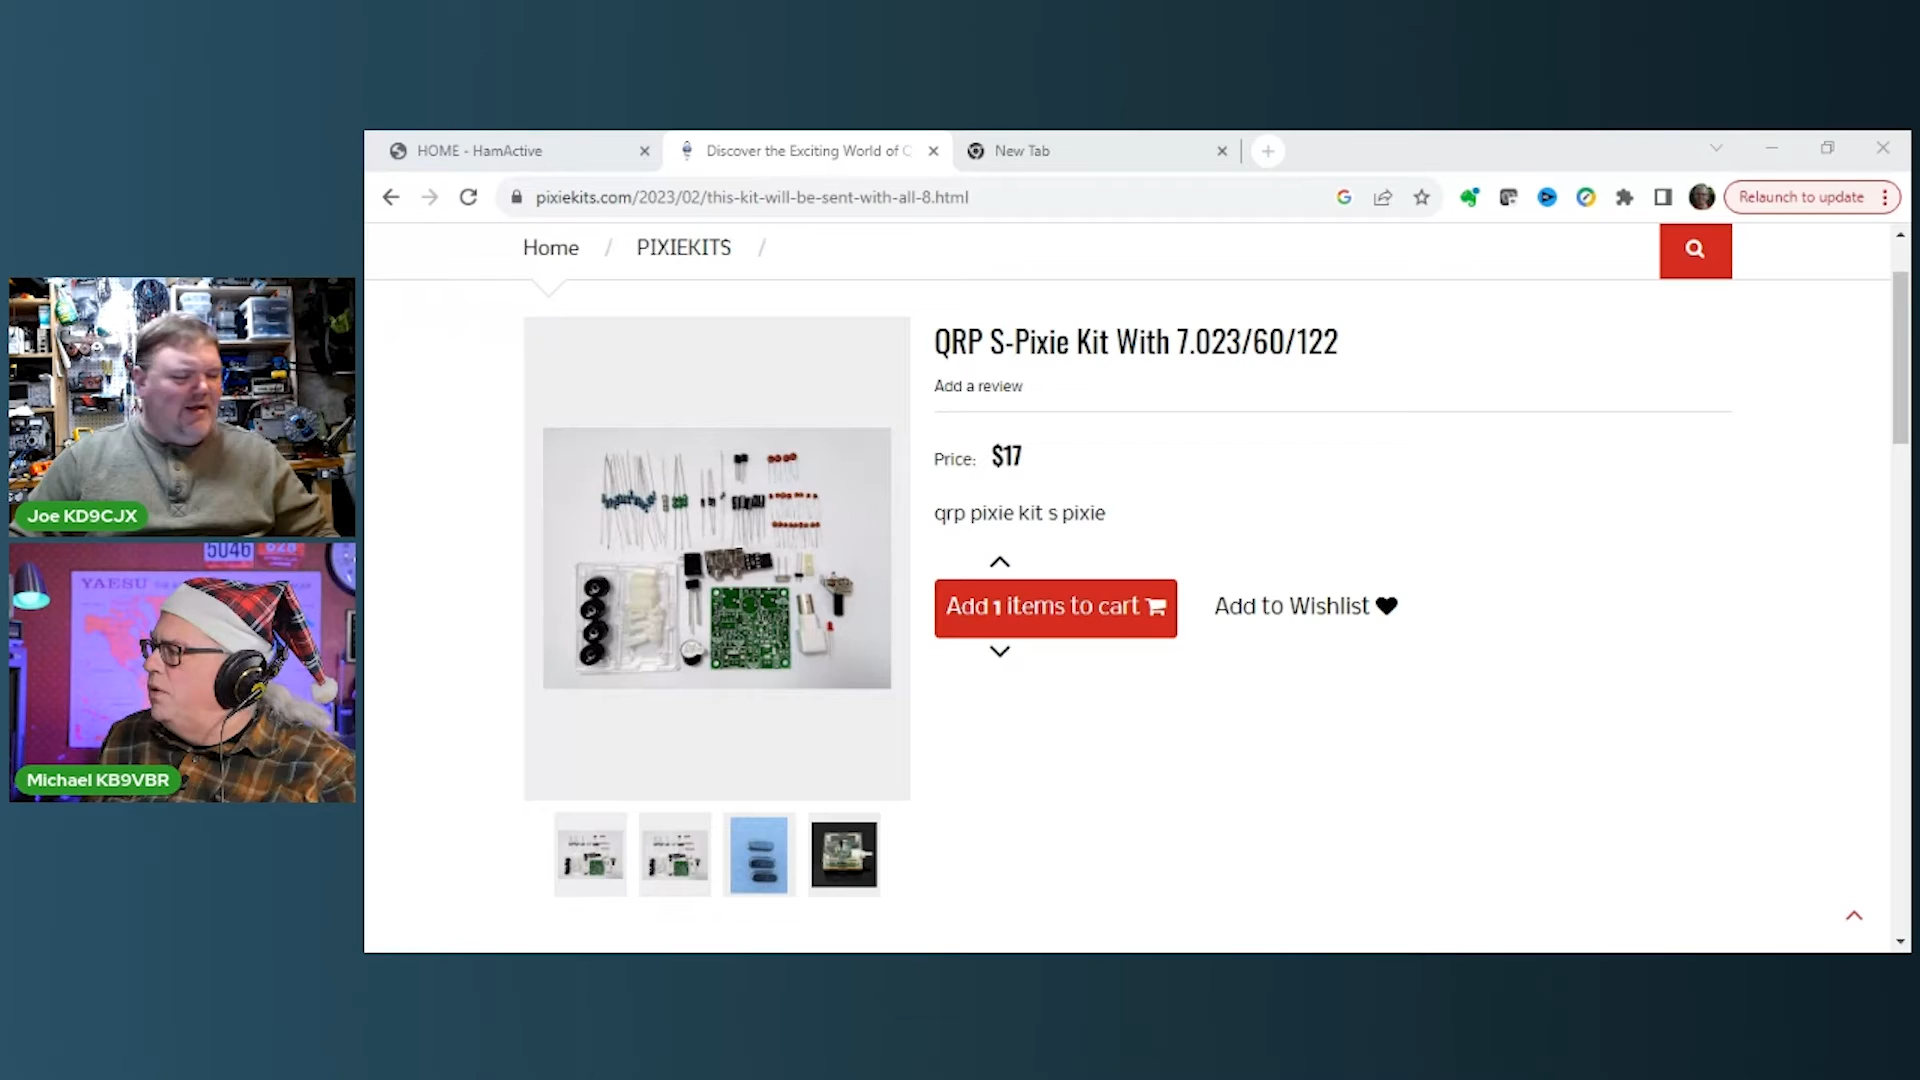 HOME - HamActive
Discover the Exciting World of Q
New Tab
pixiekits.com/2023/02/this-kit-will-be-sent-with-all-8.html
Relaunch to update
Home / PIXIEKITS /
QRP S-Pixie Kit With 7.023/60/122
Add a review
Price: $17
qrp pixie kit s pixie
Add 1 items to cart
Add to Wishlist
Joe KD9CJX
5046
YAESU
Michael KB9VBR